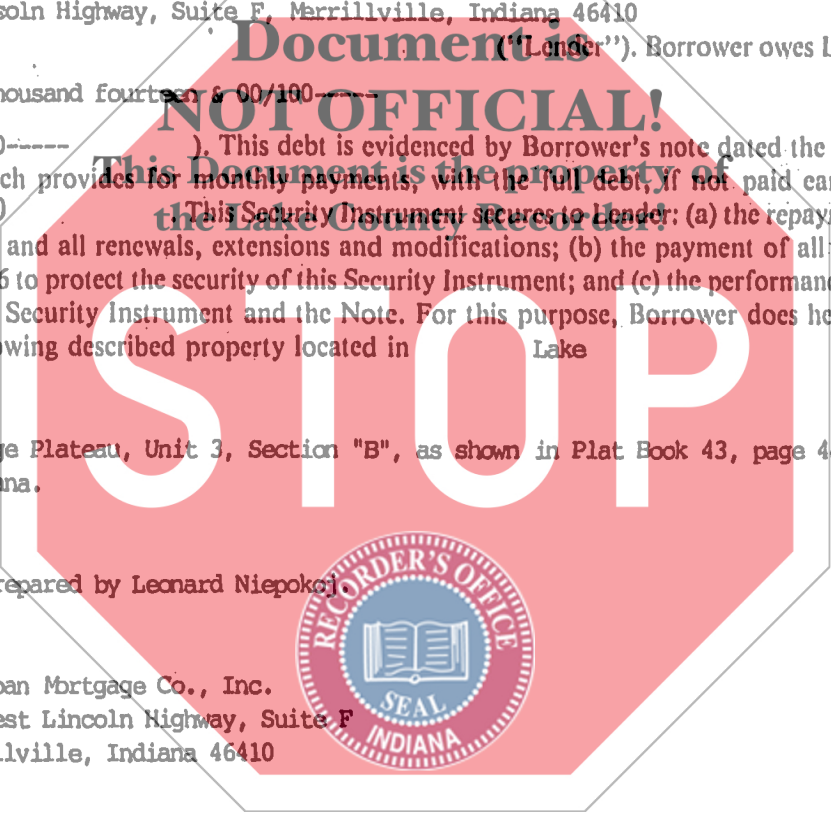 soln Highway, Suite F, Merrillville, Indiana 46410
Document is
("Lender"). Borrower owes L
housand fourteen & 00/100-----
NOT OFFICIAL!
0----- ). This debt is evidenced by Borrower's note dated the
This Document is the property of
ch provides for monthly payments, with the full debt, if not paid ear
the Lake County Recorder!
0 . This Security Instrument secures to Lender: (a) the repay
and all renewals, extensions and modifications; (b) the payment of all
6 to protect the security of this Security Instrument; and (c) the performanc
Security Instrument and the Note. For this purpose, Borrower does he
owing described property located in Lake
STOP
ge Plateau, Unit 3, Section "B", as shown in Plat Book 43, page 4
ana.
repared by Leonard Niepokoj.
RECORDER'S OFFICE
SEAL
INDIANA
oan Mortgage Co., Inc.
est Lincoln Highway, Suite F
llville, Indiana 46410